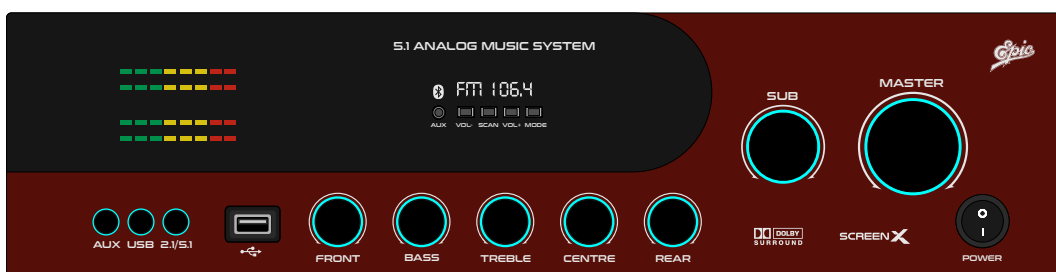 5.1 ANALOG MUSIC SYSTEM
Epic
FM 106.4
MASTER
SUB
AUX VOL- SCAN VOL+ MODE
AUX USB 2.1/5.1
FRONT BASS TREBLE CENTRE REAR
DOLBY
SURROUND
SCREEN X
POWER